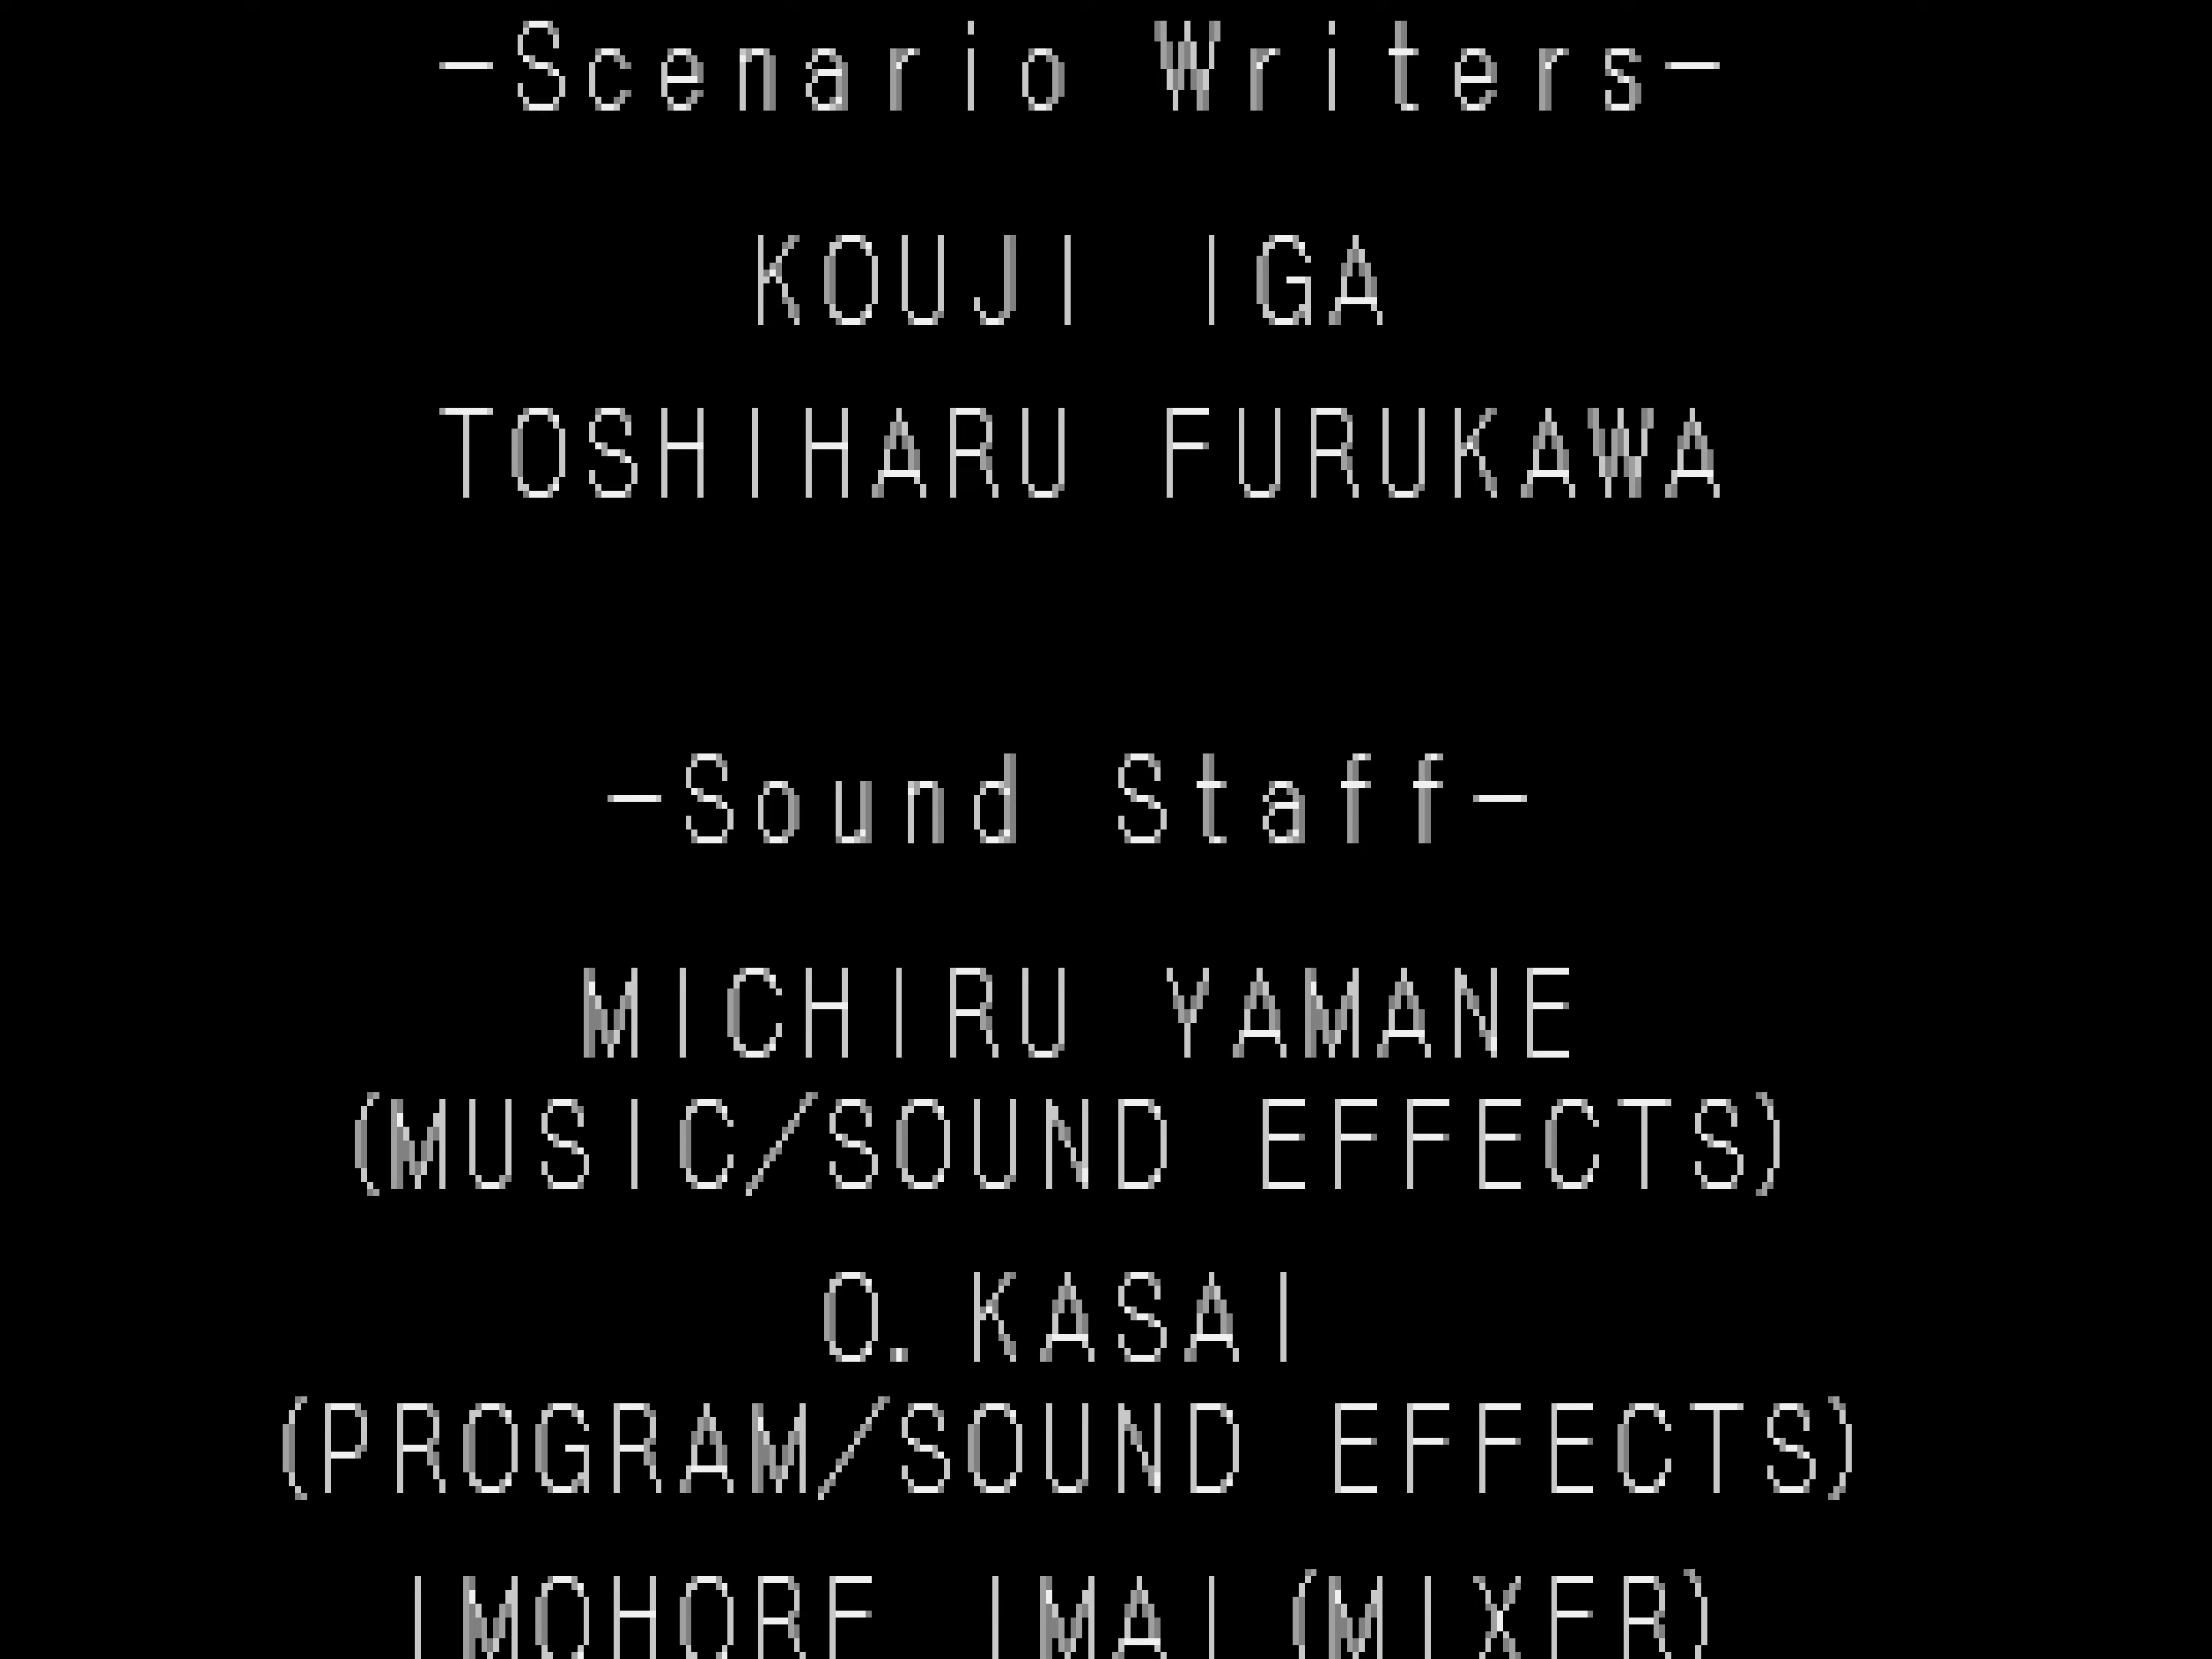 -Scenario Writers-
KOUJI IGA
TOSHIHARU FURUKAWA
-Sound Staff-
MICHIRU YAMANE
(MUSIC/SOUND EFFECTS)
O.KASAI
(PROGRAM/SOUND EFFECTS)
IMOHORE IMAI(MIXER)